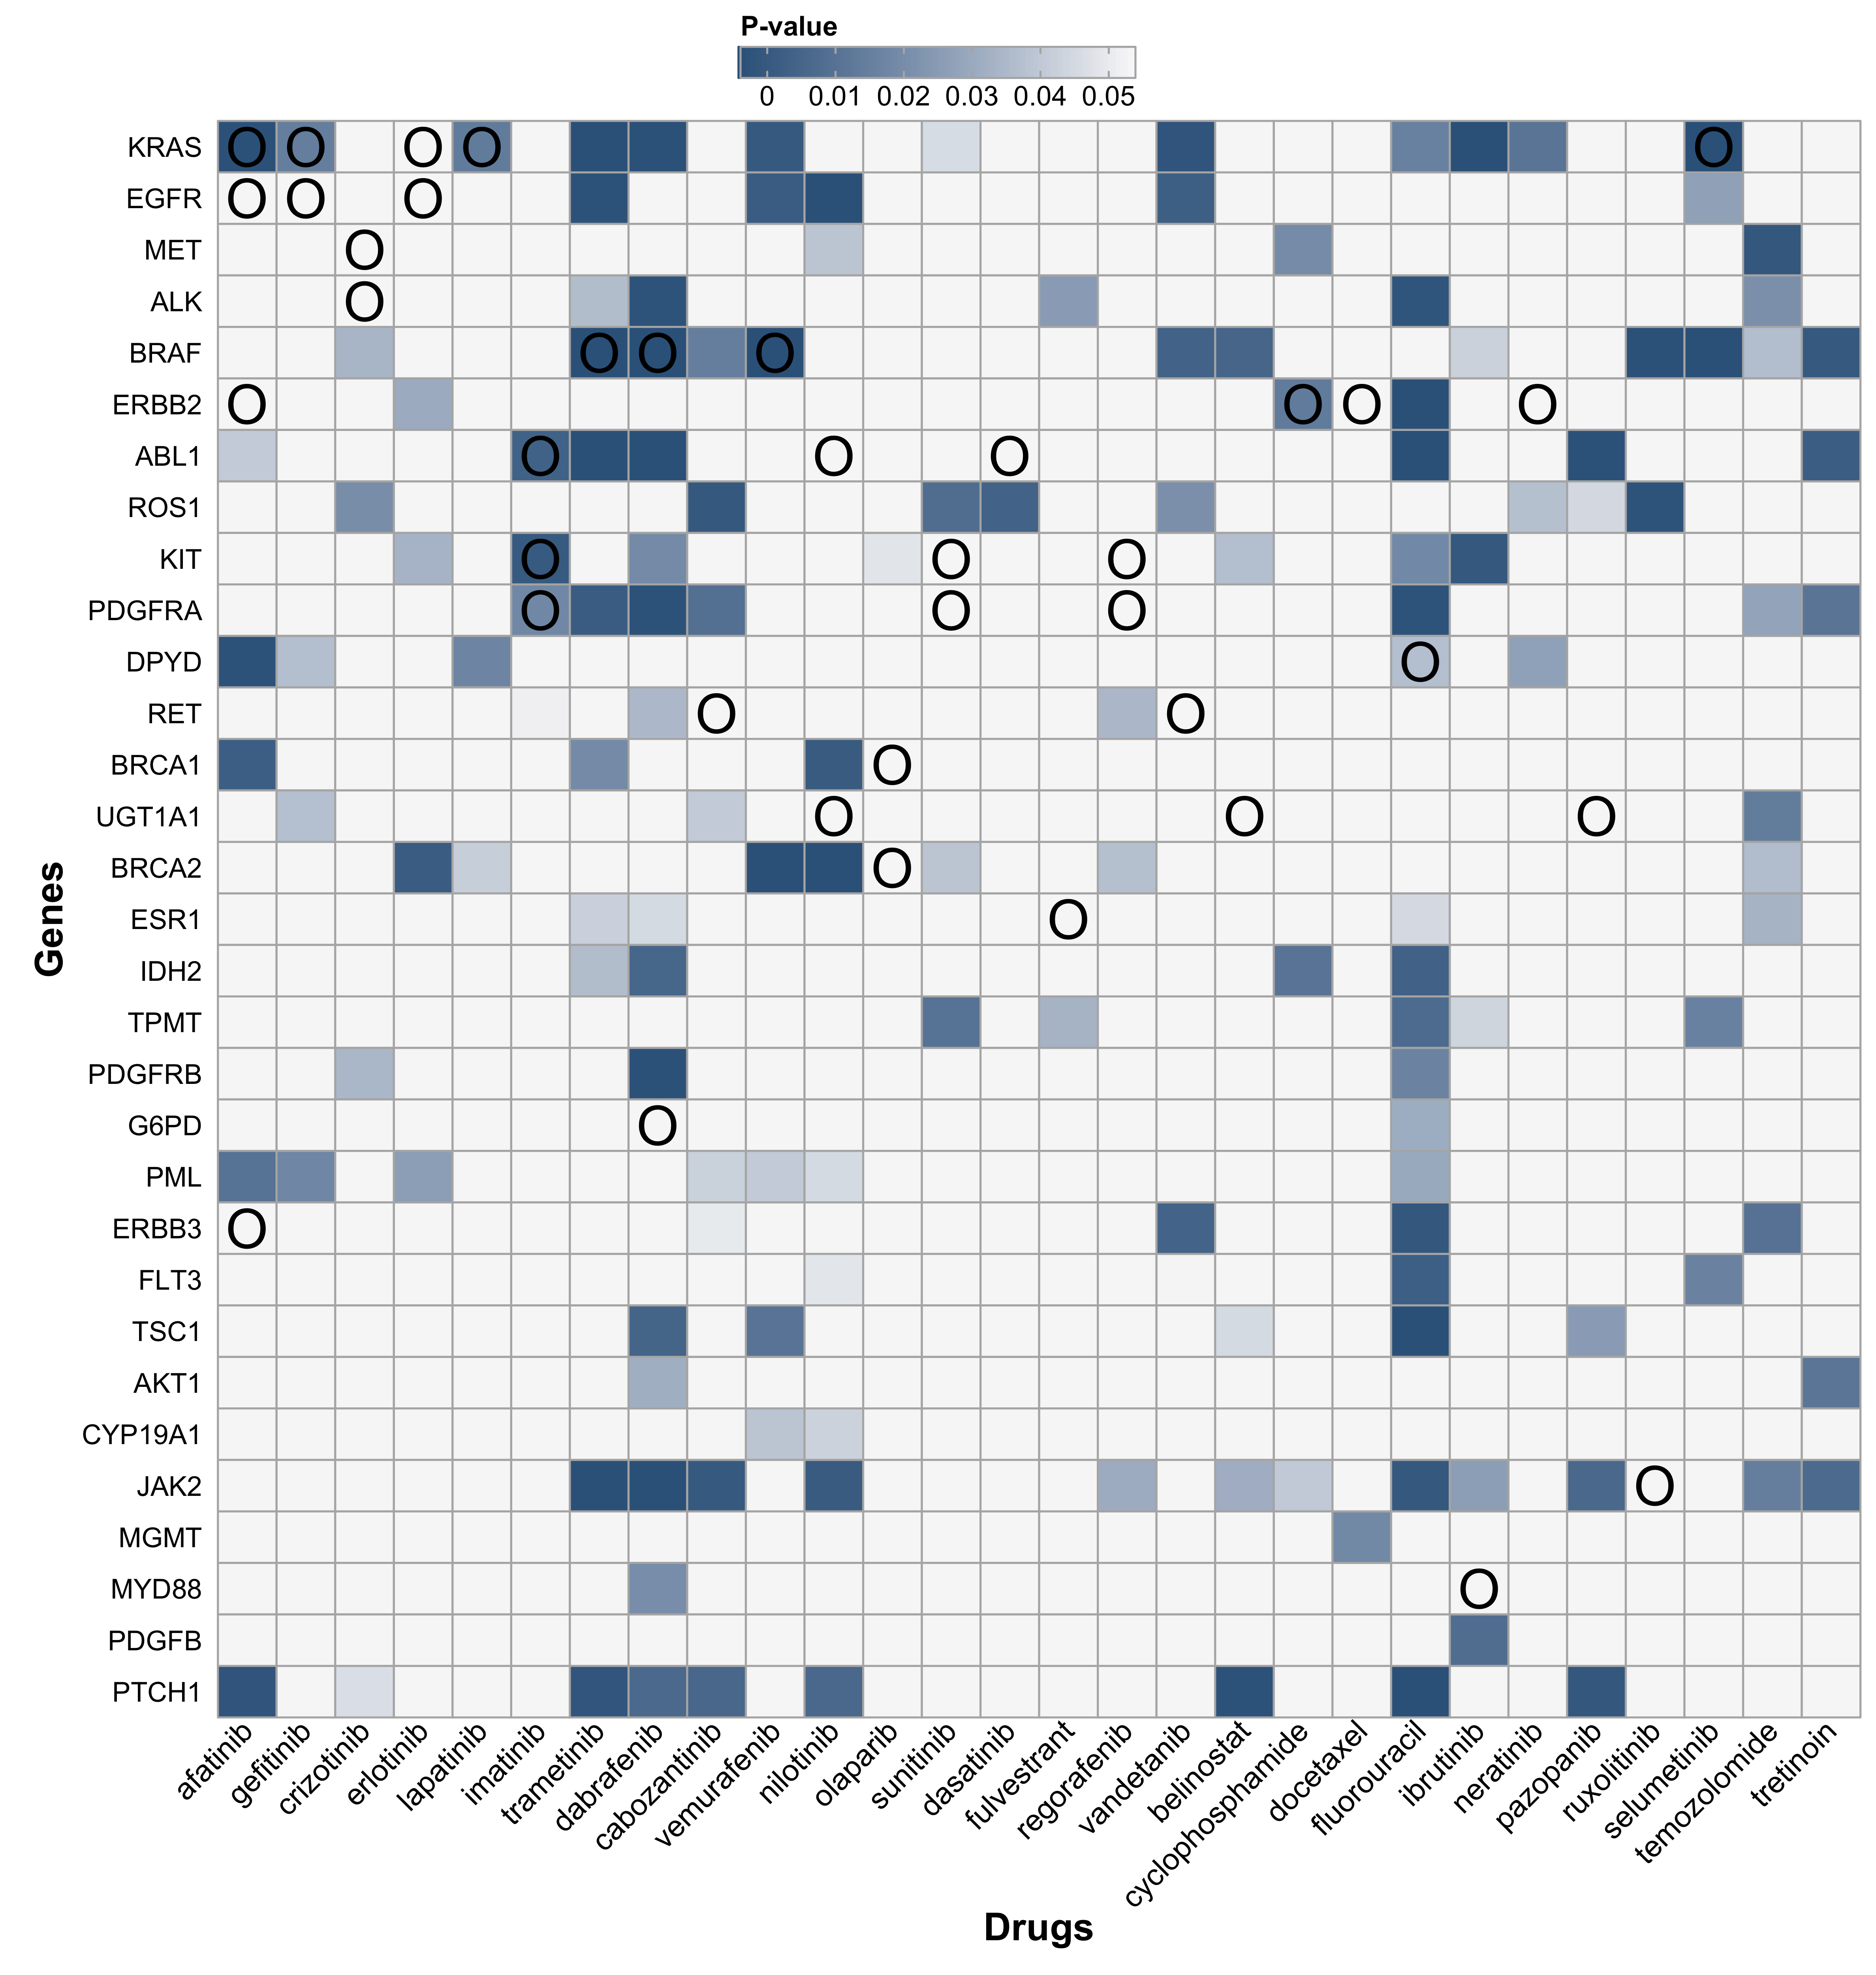 P-value
0 0.01 0.02 0.03 0.04 0.05
KRAS O O O O O
EGFR O O O
MET O
ALK O
BRAF O O O
ERBB2 O O O O
ABL1 O O O
ROS1
KIT O O O
PDGFRA O O O
DPYD O
RET O O
BRCA1 O
UGT1A1 O O O
BRCA2 O
ESR1 O
IDH2
TPMT
PDGFRB
G6PD O
PML
ERBB3 O
FLT3
TSC1
AKT1
CYP19A1
JAK2 O
MGMT
MYD88 O
PDGFB
PTCH1
Genes
afatinib
gefitinib
crizotinib
erlotinib
lapatinib
imatinib
trametinib
dabrafenib
cabozantinib
vemurafenib
nilotinib
olaparib
sunitinib
dasatinib
fulvestrant
regorafenib
vandetanib
belinostat
cyclophosphamide
docetaxel
fluorouracil
ibrutinib
neratinib
pazopanib
ruxolitinib
selumetinib
temozolomide
tretinoin
Drugs